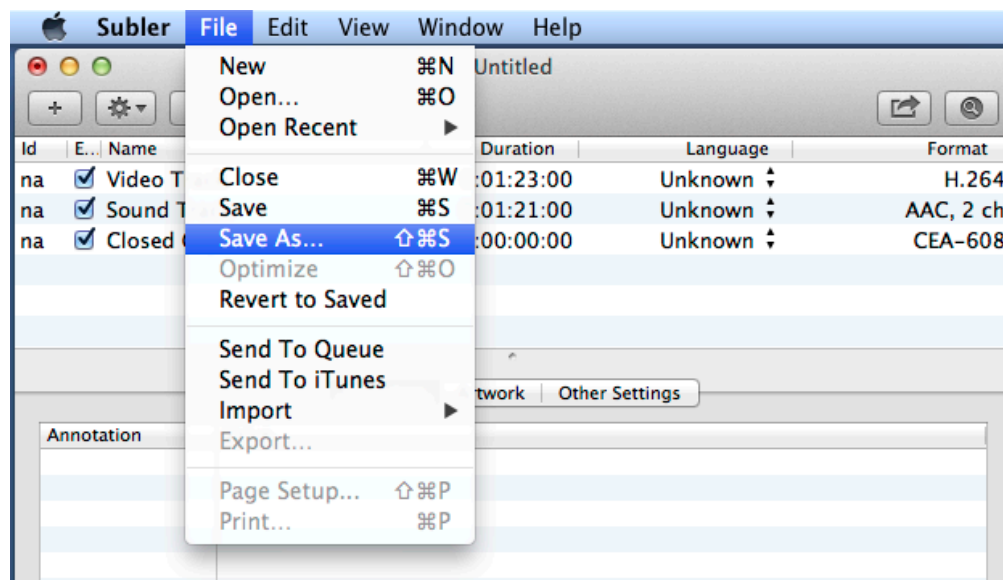 Subler File Edit View Window Help
Untitled
New ⌘N
Open... ⌘O
Open Recent ▶
Close ⌘W
Save ⌘S
Save As... ⇧⌘S
Optimize ⇧⌘O
Revert to Saved
Send To Queue
Send To iTunes
Import ▶
Export...
Page Setup... ⇧⌘P
Print... ⌘P
Id E... Name Duration Language Format
na Video T :01:23:00 Unknown H.264
na Sound T :01:21:00 Unknown AAC, 2 ch
na Closed :00:00:00 Unknown CEA-608
twork Other Settings
Annotation